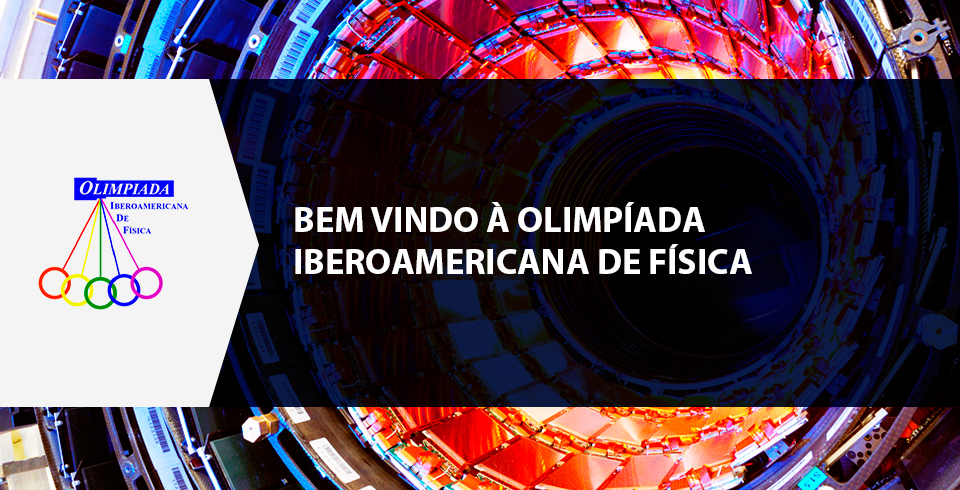 OLIMPIADA
IBEROAMERICANA
DE
FíSICA
BEM VINDO À OLIMPÍADA
IBEROAMERICANA DE FÍSICA